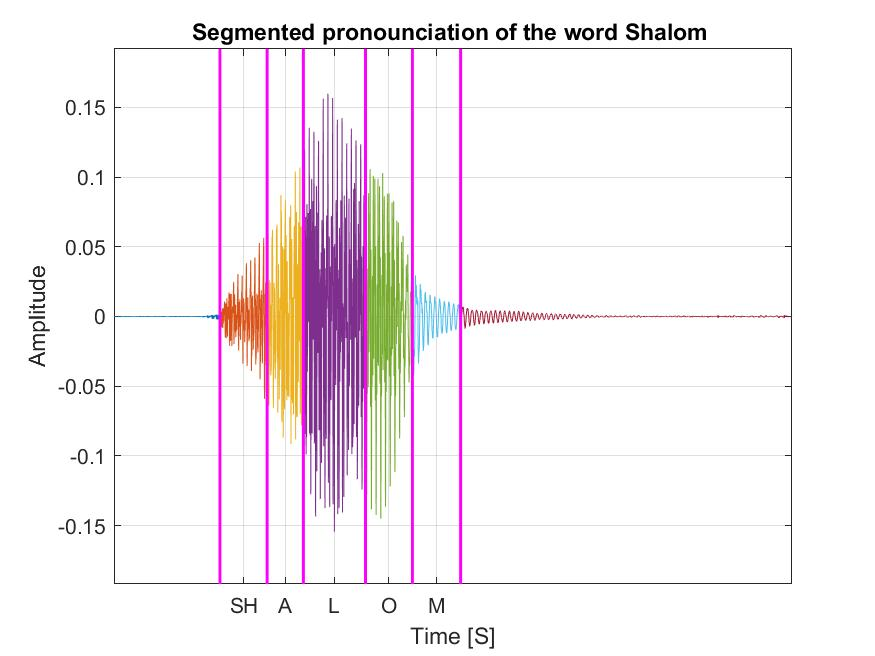 Segmented pronounciation of the word Shalom
0.15
0.1
0.05
0
-0.05
-0.1
-0.15
Amplitude
SH A L O M
Time [S]